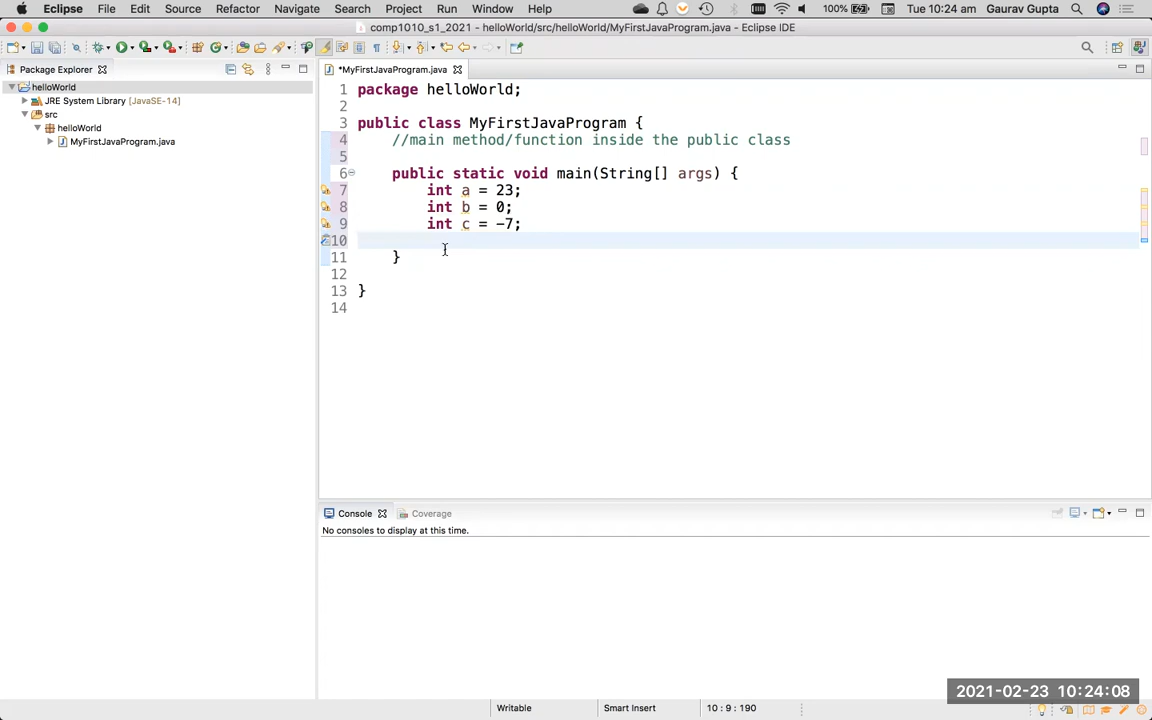 Eclipse File Edit Source Refactor Navigate Search Project Run Window Help 100% Tue 10:24 am Gaurav Gupta
comp1010_s1_2021 - helloWorld/src/helloWorld/MyFirstJavaProgram.java - Eclipse IDE
Package Explorer
helloWorld
JRE System Library [JavaSE-14]
src
helloWorld
MyFirstJavaProgram.java
*MyFirstJavaProgram.java
1 package helloWorld;
2
3 public class MyFirstJavaProgram {
4 //main method/function inside the public class
5
6 public static void main(String[] args) {
7 int a = 23;
8 int b = 0;
9 int c = -7;
10
11 }
12
13 }
14
Console Coverage
No consoles to display at this time.
2021-02-23 10:24:08
Writable Smart Insert 10 : 9 : 190